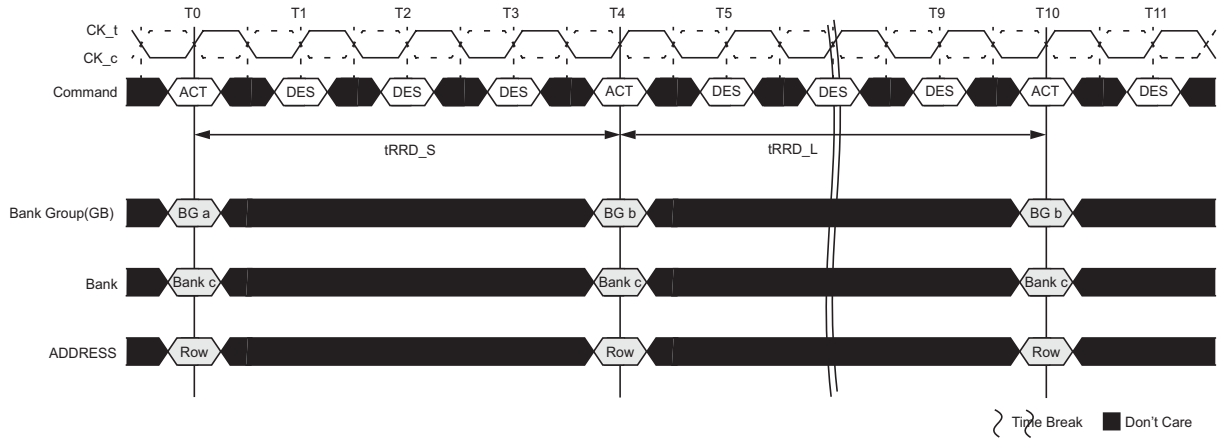 T0 T1 T2 T3 T4 T5 T9 T10 T11
CK_t
CK_c
Command ACT DES DES DES ACT DES DES DES ACT DES
tRRD_S tRRD_L
Bank Group(GB) BG a BG b BG b
Bank Bank c Bank c Bank c
ADDRESS Row Row Row
Time Break Don't Care